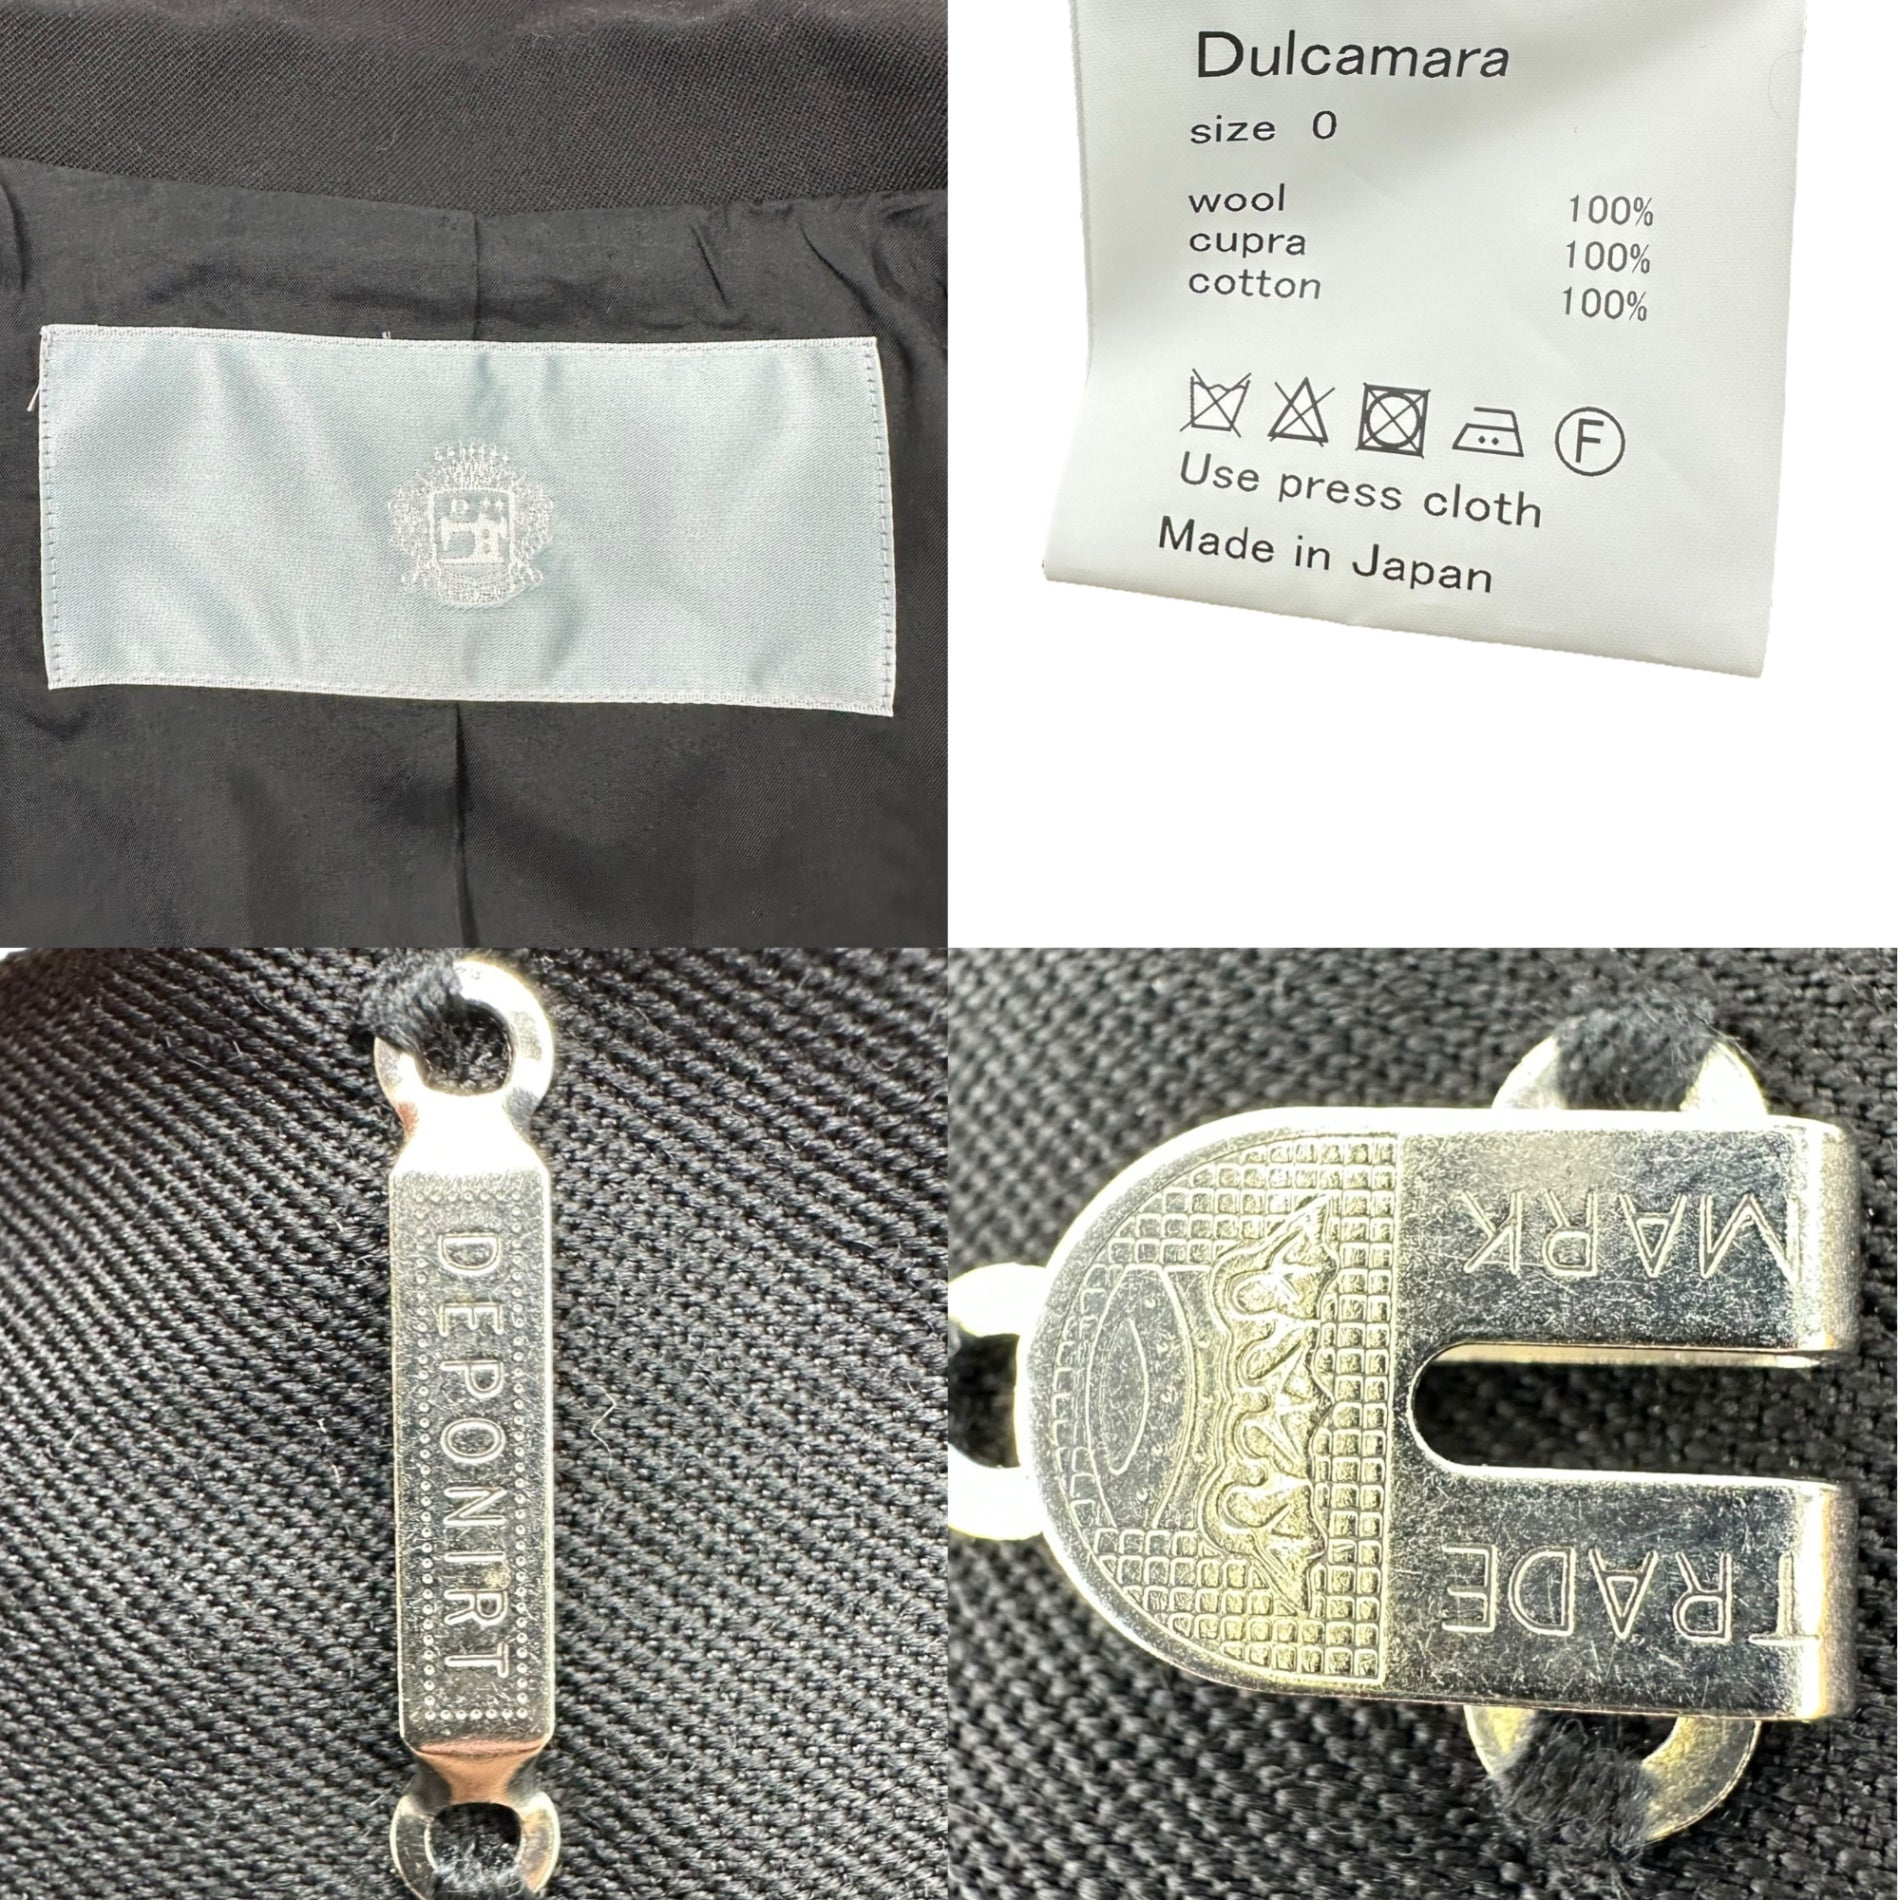 Dulcamara
size 0
wool 100%
cupra 100%
cotton 100%
F
Use press cloth
Made in Japan
DEPONIRT
TRADE
MARK